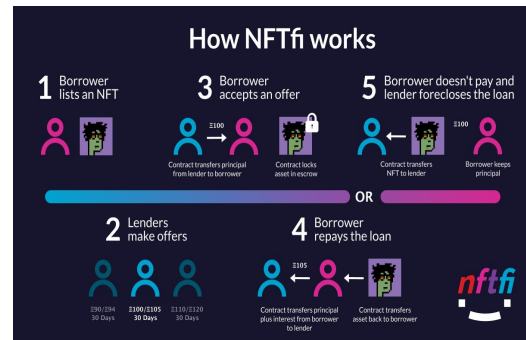 How NFTfi works
1 Borrower
lists an NFT
3 Borrower
accepts an offer
Ξ100
Contract transfers principal
from lender to borrower
Contract locks
asset in escrow
5 Borrower doesn't pay and
lender forecloses the loan
Ξ100
Contract transfers
NFT to lender
Borrower keeps
principal
OR
2 Lenders
make offers
Ξ90/Ξ94
30 Days
Ξ100/Ξ105
30 Days
Ξ110/Ξ120
30 Days
4 Borrower
repays the loan
Ξ105
Contract transfers principal
plus interest from borrower
to lender
Contract transfers
asset back to borrower
nftfi